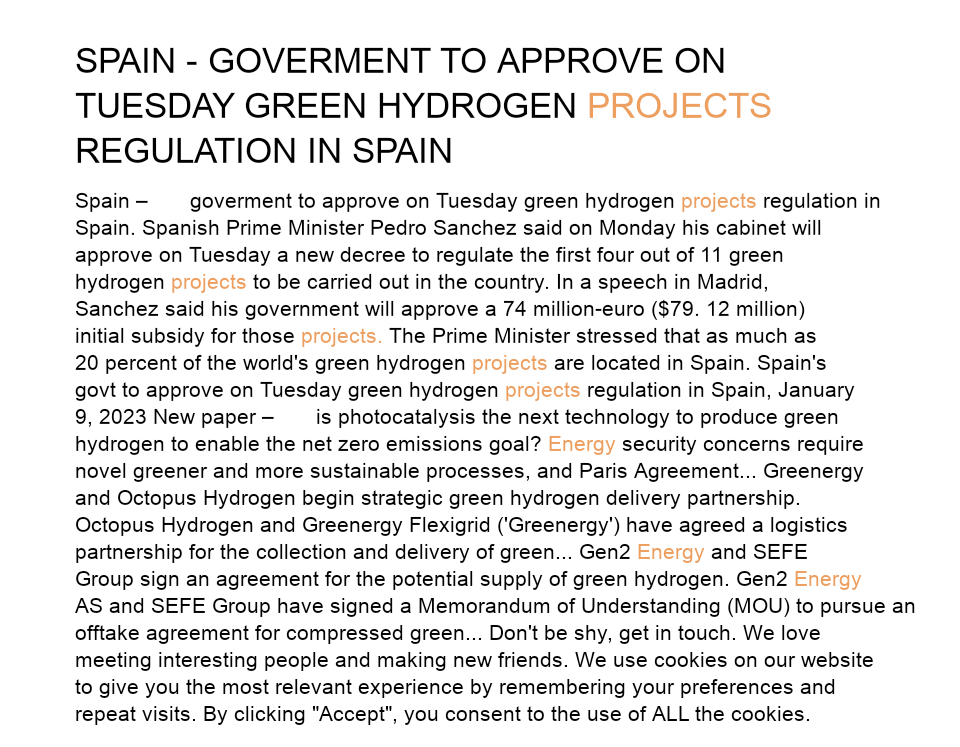 SPAIN - GOVERMENT TO APPROVE ON
TUESDAY GREEN HYDROGEN PROJECTS
REGULATION IN SPAIN
Spain – goverment to approve on Tuesday green hydrogen projects regulation in
Spain. Spanish Prime Minister Pedro Sanchez said on Monday his cabinet will
approve on Tuesday a new decree to regulate the first four out of 11 green
hydrogen projects to be carried out in the country. In a speech in Madrid,
Sanchez said his government will approve a 74 million-euro ($79. 12 million)
initial subsidy for those projects. The Prime Minister stressed that as much as
20 percent of the world's green hydrogen projects are located in Spain. Spain's
govt to approve on Tuesday green hydrogen projects regulation in Spain, January
9, 2023 New paper – is photocatalysis the next technology to produce green
hydrogen to enable the net zero emissions goal? Energy security concerns require
novel greener and more sustainable processes, and Paris Agreement... Greenergy
and Octopus Hydrogen begin strategic green hydrogen delivery partnership.
Octopus Hydrogen and Greenergy Flexigrid ('Greenergy') have agreed a logistics
partnership for the collection and delivery of green... Gen2 Energy and SEFE
Group sign an agreement for the potential supply of green hydrogen. Gen2 Energy
AS and SEFE Group have signed a Memorandum of Understanding (MOU) to pursue an
offtake agreement for compressed green... Don't be shy, get in touch. We love
meeting interesting people and making new friends. We use cookies on our website
to give you the most relevant experience by remembering your preferences and
repeat visits. By clicking "Accept", you consent to the use of ALL the cookies.